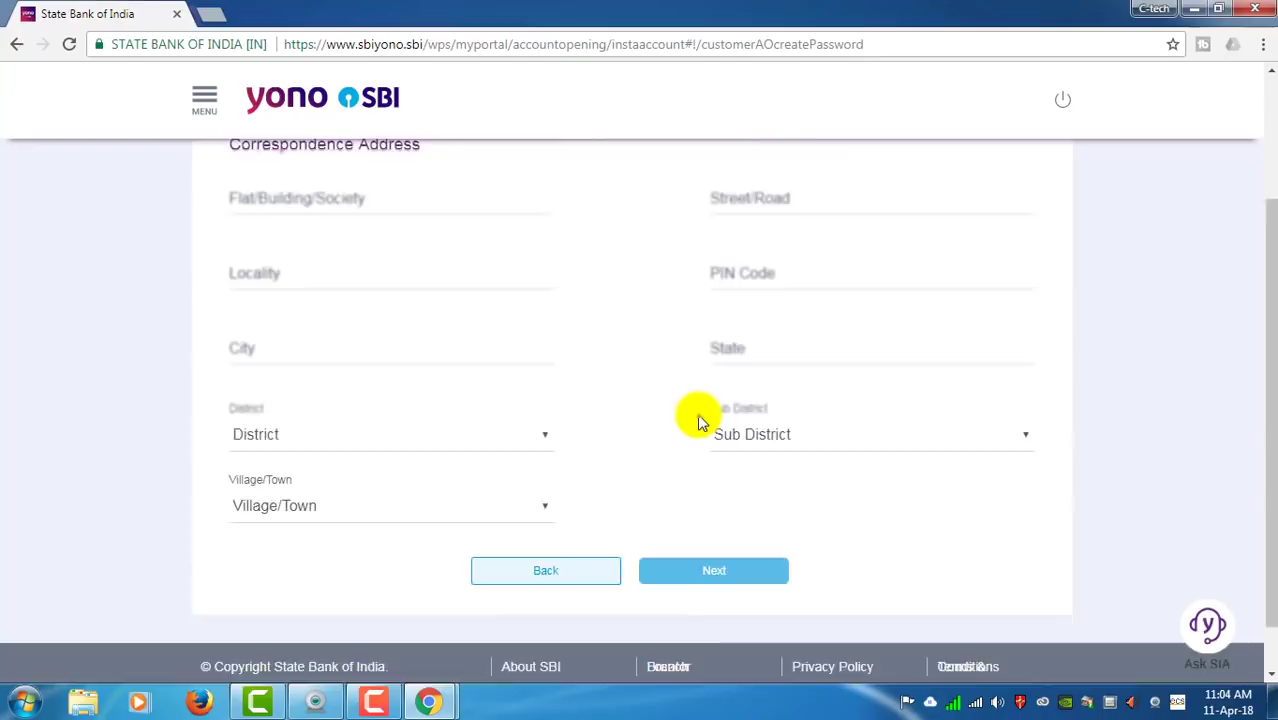 State Bank of India
C-tech
STATE BANK OF INDIA [IN]
https://www.sbiyono.sbi/wps/myportal/accountopening/instaaccount#!/customerAOcreatePassword
MENU
yono SBI
Correspondence Address
Flat/Building/Society
Street/Road
Locality
PIN Code
City
State
District
Sub District
District
Sub District
Village/Town
Village/Town
Back
Next
y
Ask SIA
© Copyright State Bank of India.
About SBI
Privacy Policy
11:04 AM
11-Apr-18